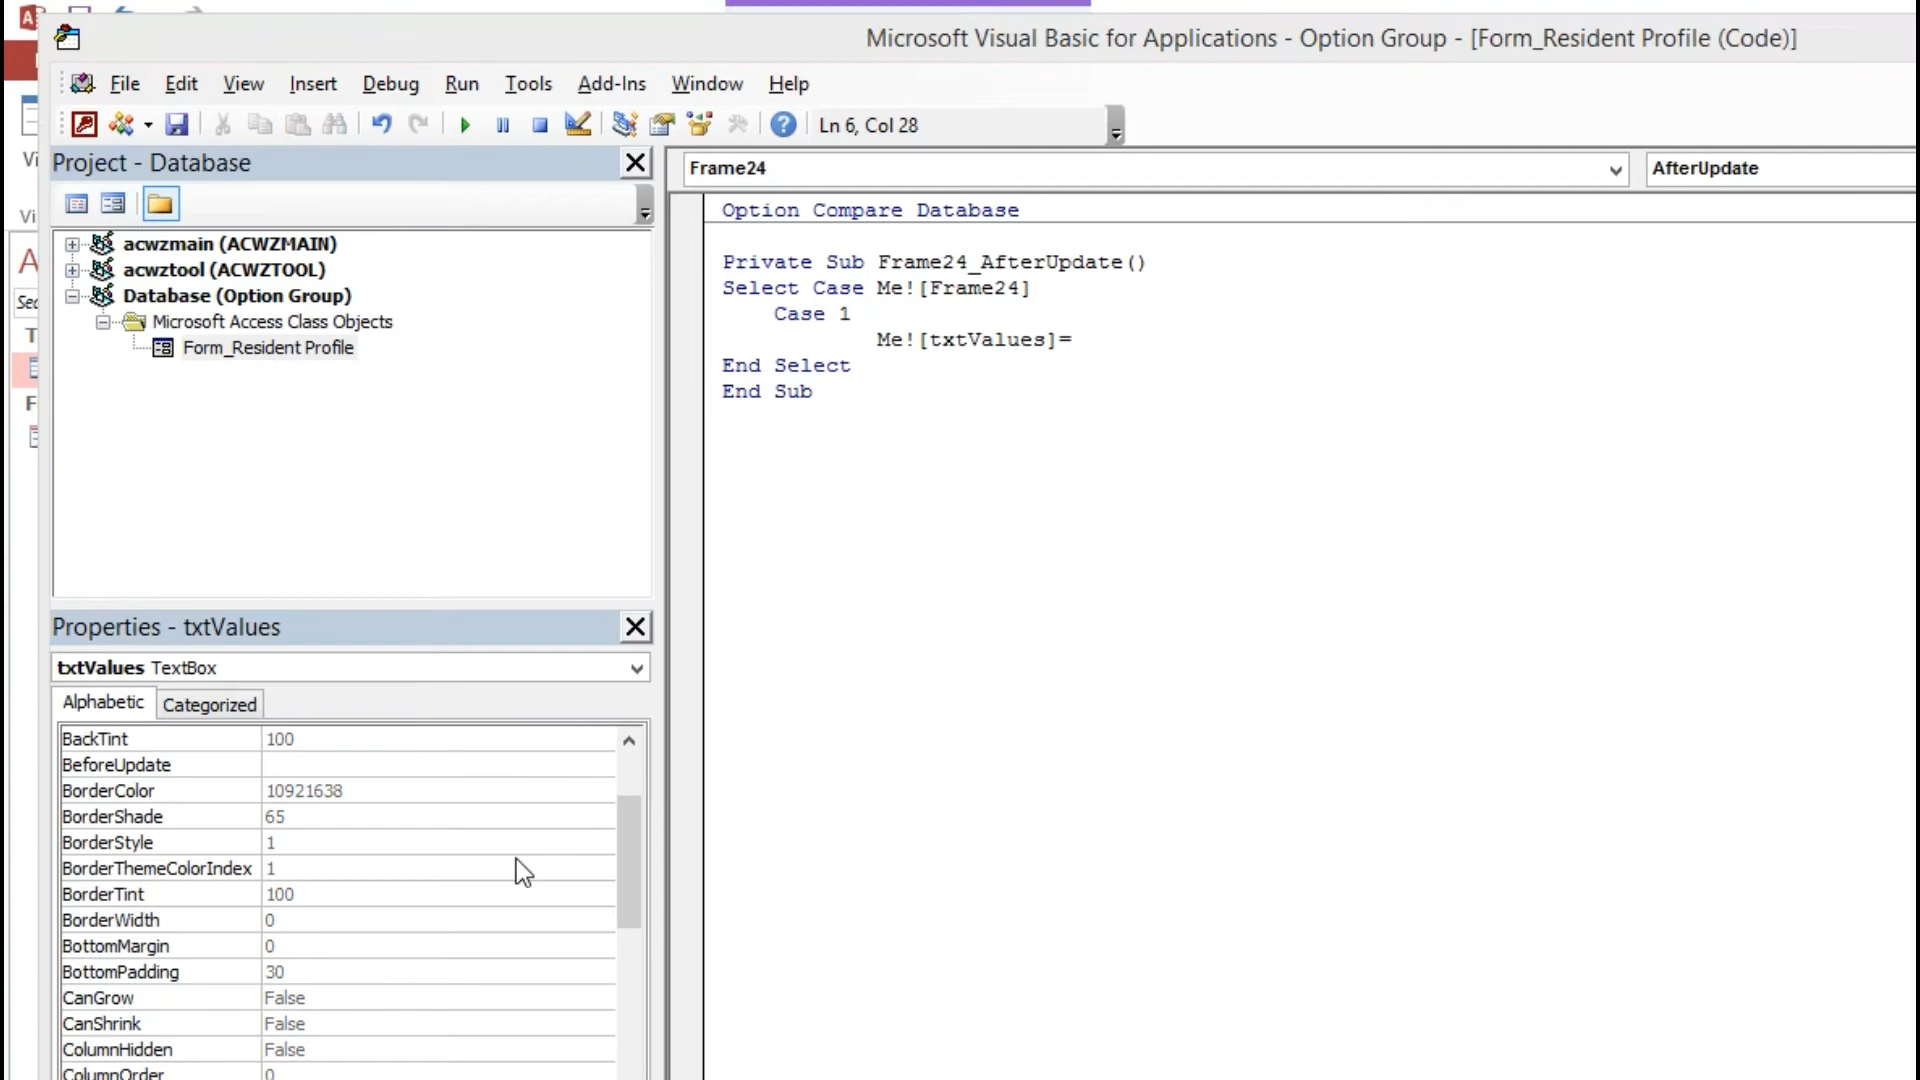 Microsoft Visual Basic for Applications - Option Group - [Form_Resident Profile (Code)]
File Edit View Insert Debug Run Tools Add-Ins Window Help
Ln 6, Col 28
Project - Database
Frame24
AfterUpdate
acwzmain (ACWZMAIN)
acwztool (ACWZTOOL)
Database (Option Group)
Microsoft Access Class Objects
Form_Resident Profile
Option Compare Database
Private Sub Frame24_AfterUpdate()
Select Case Me![Frame24]
Case 1
Me![txtValues]=
End Select
End Sub
Properties - txtValues
txtValues TextBox
Alphabetic Categorized
BackTint 100
BeforeUpdate
BorderColor 10921638
BorderShade 65
BorderStyle 1
BorderThemeColorIndex 1
BorderTint 100
BorderWidth 0
BottomMargin 0
BottomPadding 30
CanGrow False
CanShrink False
ColumnHidden False
ColumnOrder 0